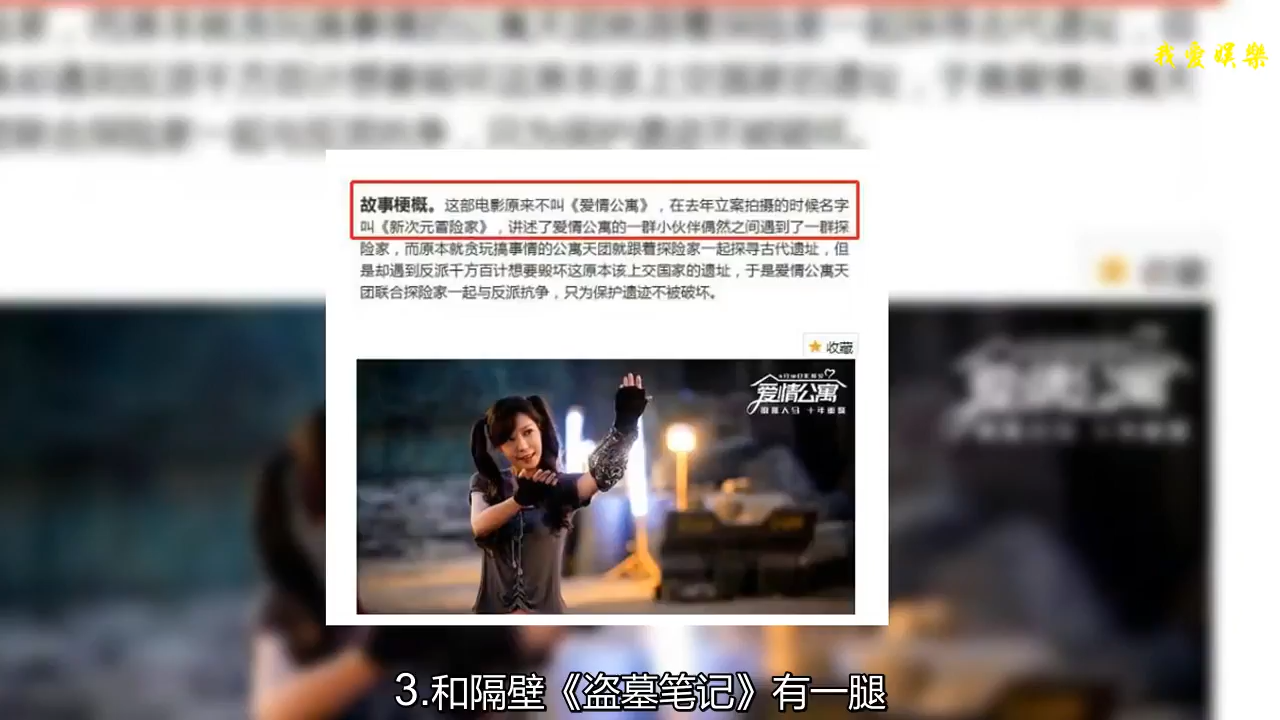 我爱娱樂
故事梗概。这部电影原来不叫《爱情公寓》，在去年立案拍摄的时候名字
叫《新次元冒险家》，讲述了爱情公寓的一群小伙伴偶然之间遇到了一群探
险家，而原本就贪玩搞事情的公寓天团就跟着探险家一起探寻古代遗址，但
是却遇到反派千方百计想要毁坏这原本该上交国家的遗址，于是爱情公寓天
团联合探险家一起与反派抗争，只为保护遗迹不被破坏。
收藏
爱情公寓
3.和隔壁《盗墓笔记》有一腿